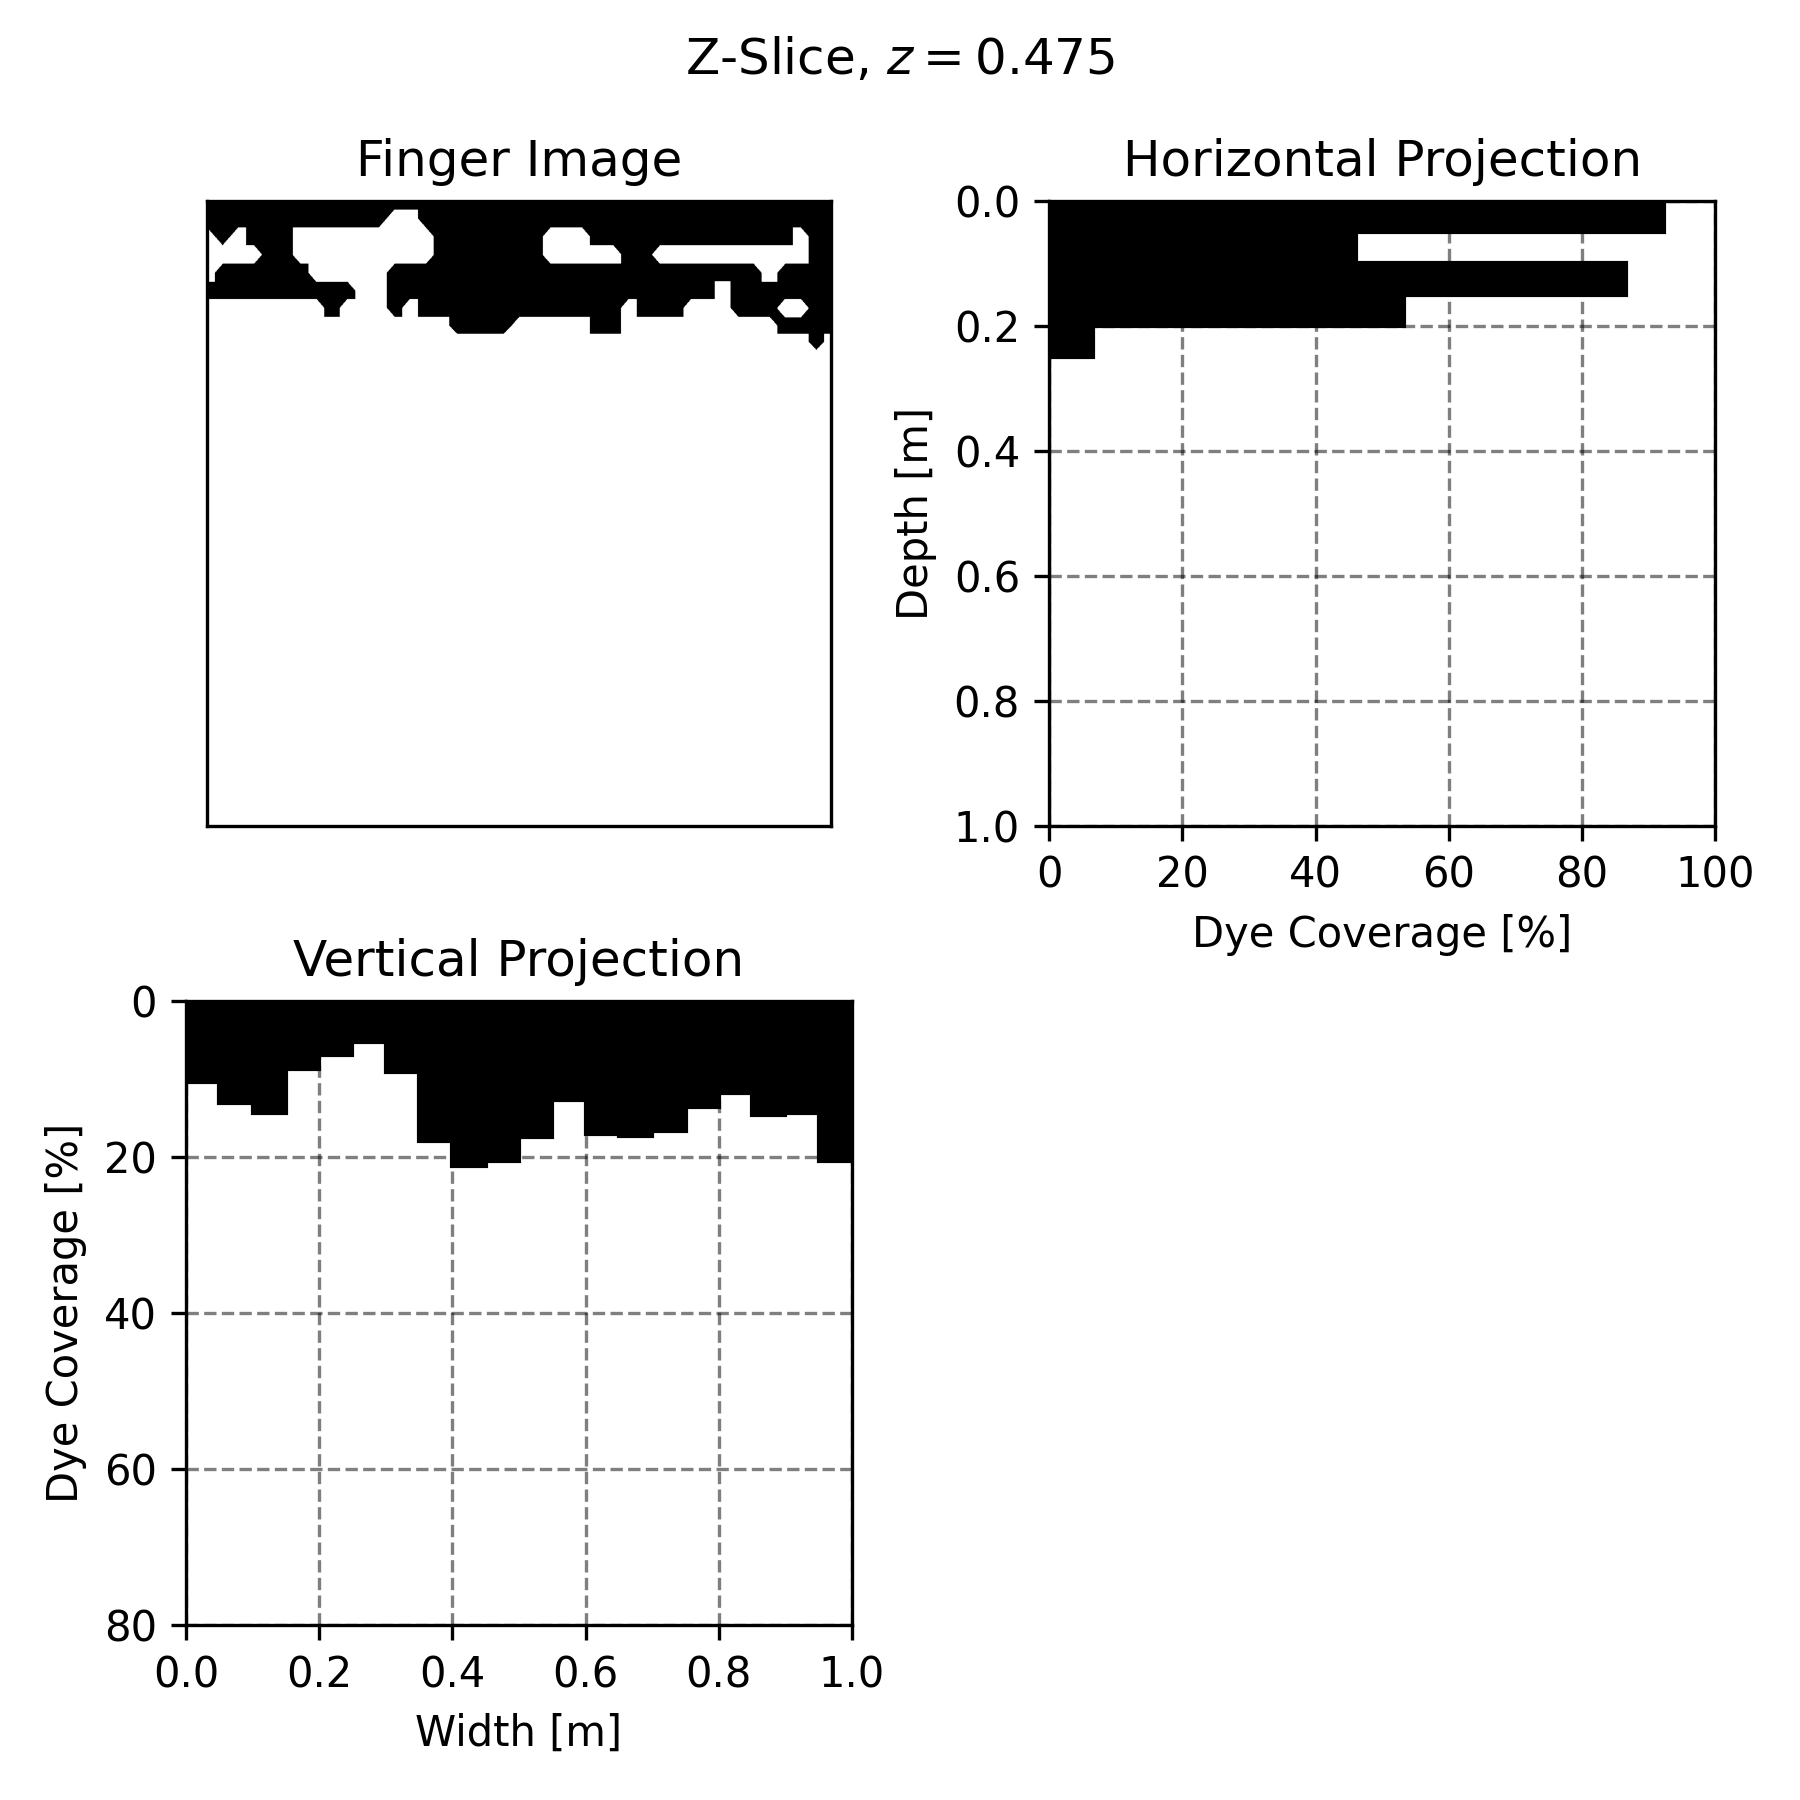 Z-Slice, z = 0.475
Finger Image
Horizontal Projection
0.0
0.2
0.4
0.6
0.8
1.0
Depth [m]
0 20 40 60 80 100
Dye Coverage [%]
Vertical Projection
0
20
40
60
80
Dye Coverage [%]
0.0 0.2 0.4 0.6 0.8 1.0
Width [m]